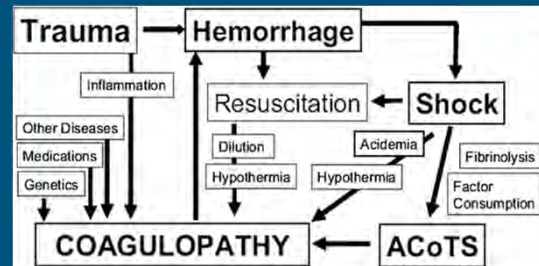 Trauma
Hemorrhage
Inflammation
Resuscitation
Shock
Other Diseases
Medications
Genetics
Dilution
Hypothermia
Acidemia
Hypothermia
Fibrinolysis
Factor
Consumption
COAGULOPATHY
ACoTS